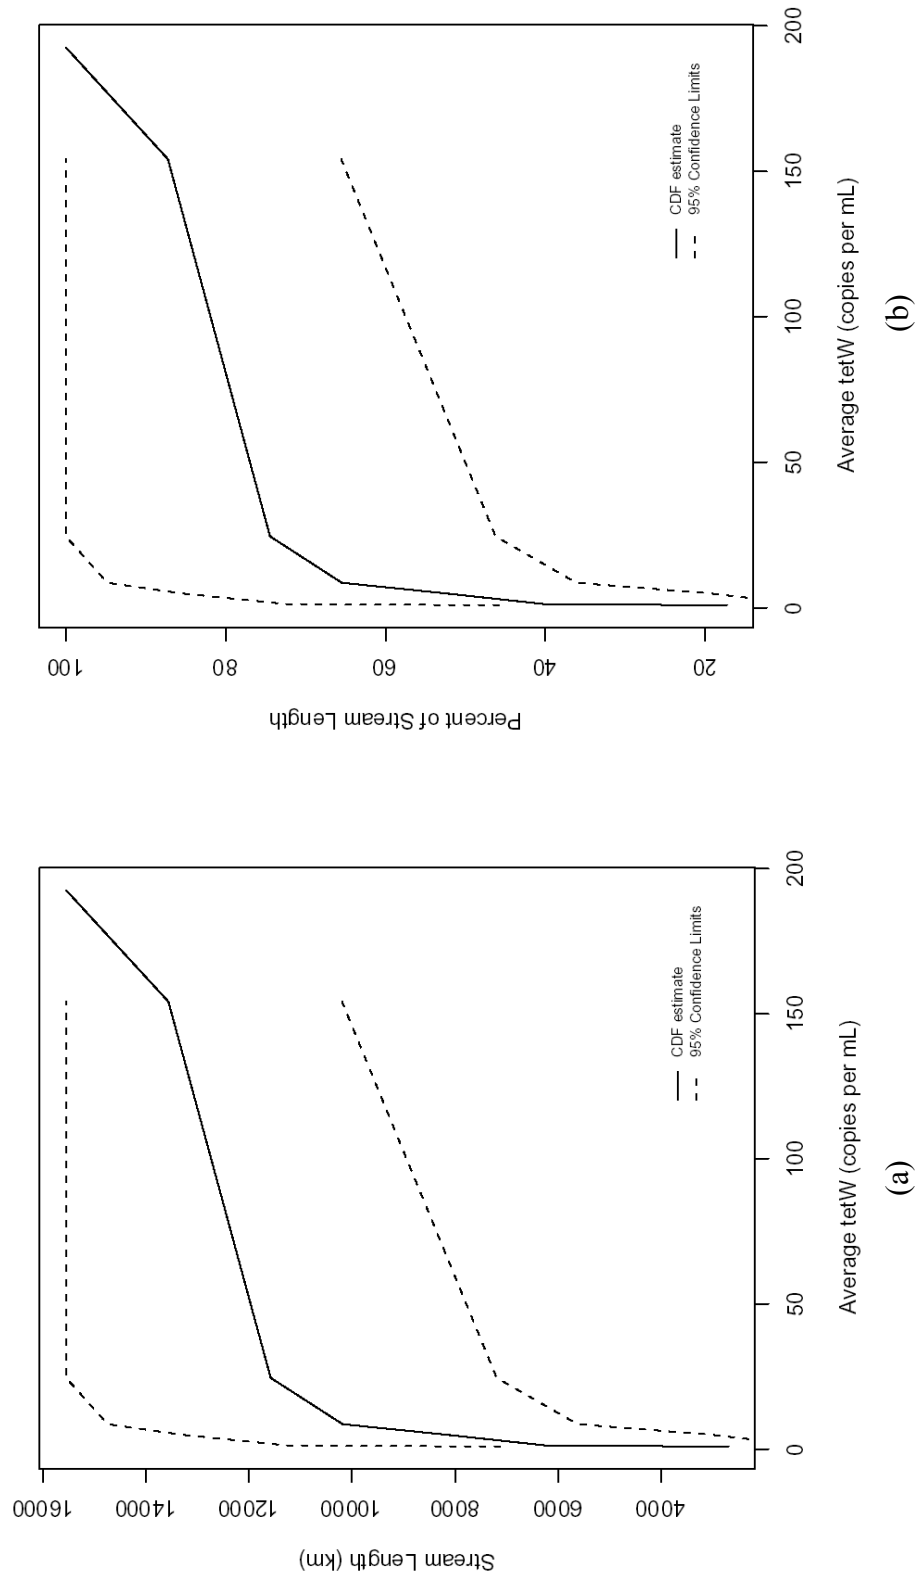 Stream Length (km)
16000
14000
12000
10000
8000
6000
4000
0
50
100
150
200
CDF estimate
95% Confidence Limits
Average tetW (copies per mL)
(a)
Percent of Stream Length
100
80
60
40
20
0
50
100
150
200
CDF estimate
95% Confidence Limits
Average tetW (copies per mL)
(b)